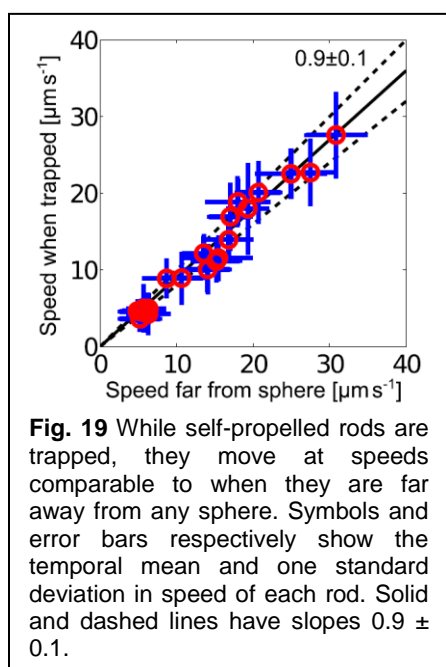 0.9±0.1
40
30
20
10
0
Speed when trapped [µm s⁻¹]
0 10 20 30 40
Speed far from sphere [µm s⁻¹]
Fig. 19 While self-propelled rods are
trapped, they move at speeds
comparable to when they are far
away from any sphere. Symbols and
error bars respectively show the
temporal mean and one standard
deviation in speed of each rod. Solid
and dashed lines have slopes 0.9 ±
0.1.